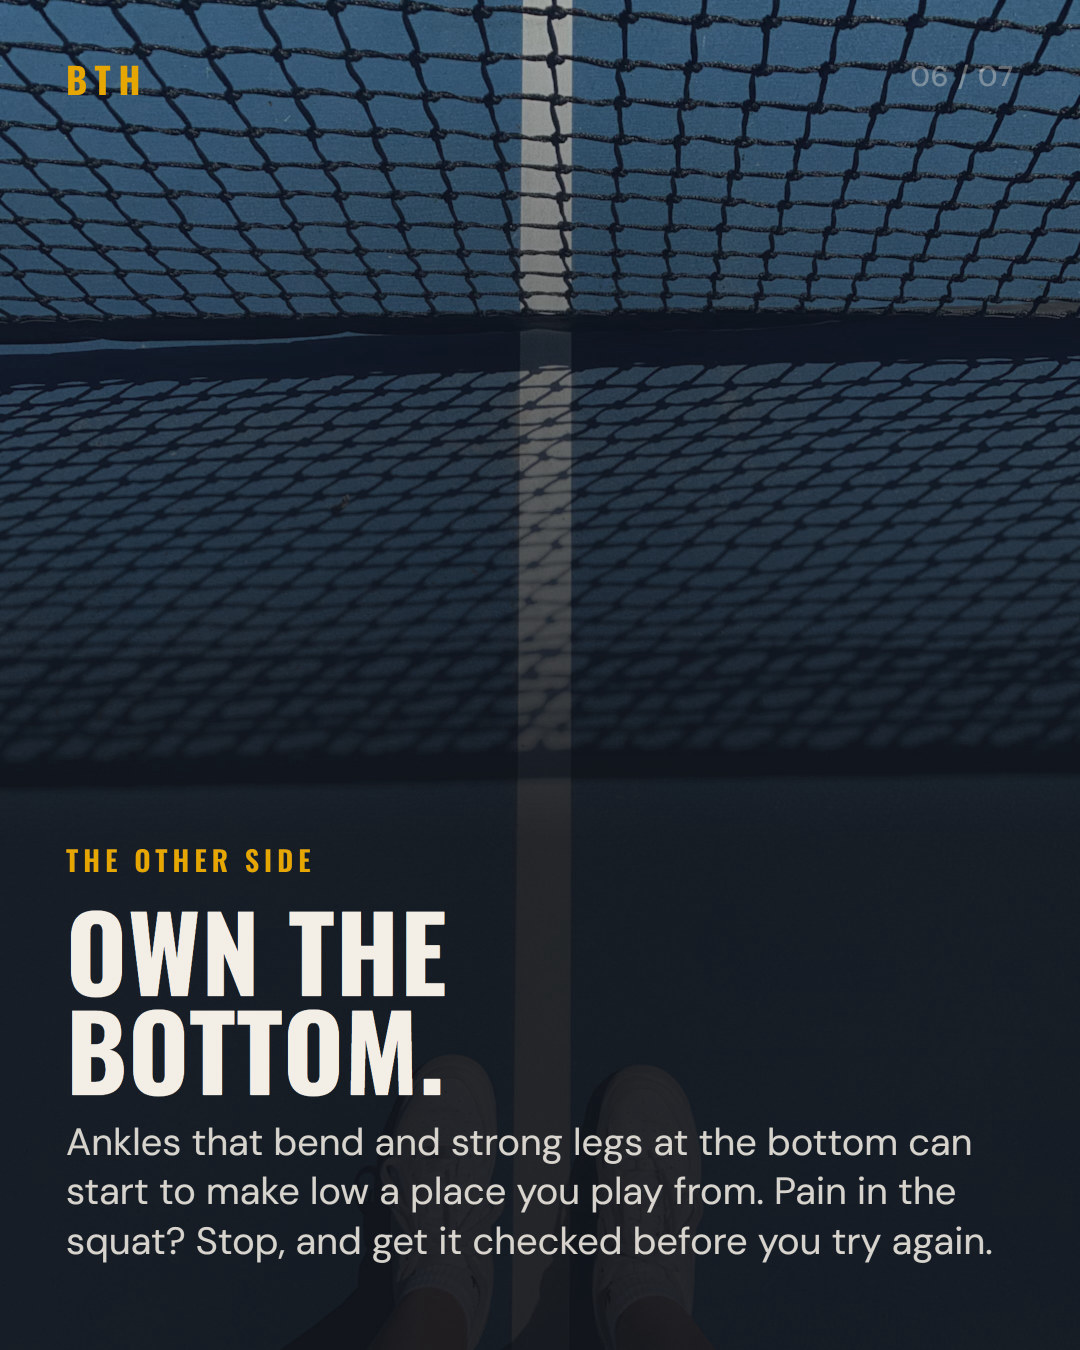 BTH
06 / 07
THE OTHER SIDE
OWN THE
BOTTOM.
Ankles that bend and strong legs at the bottom can
start to make low a place you play from. Pain in the
squat? Stop, and get it checked before you try again.